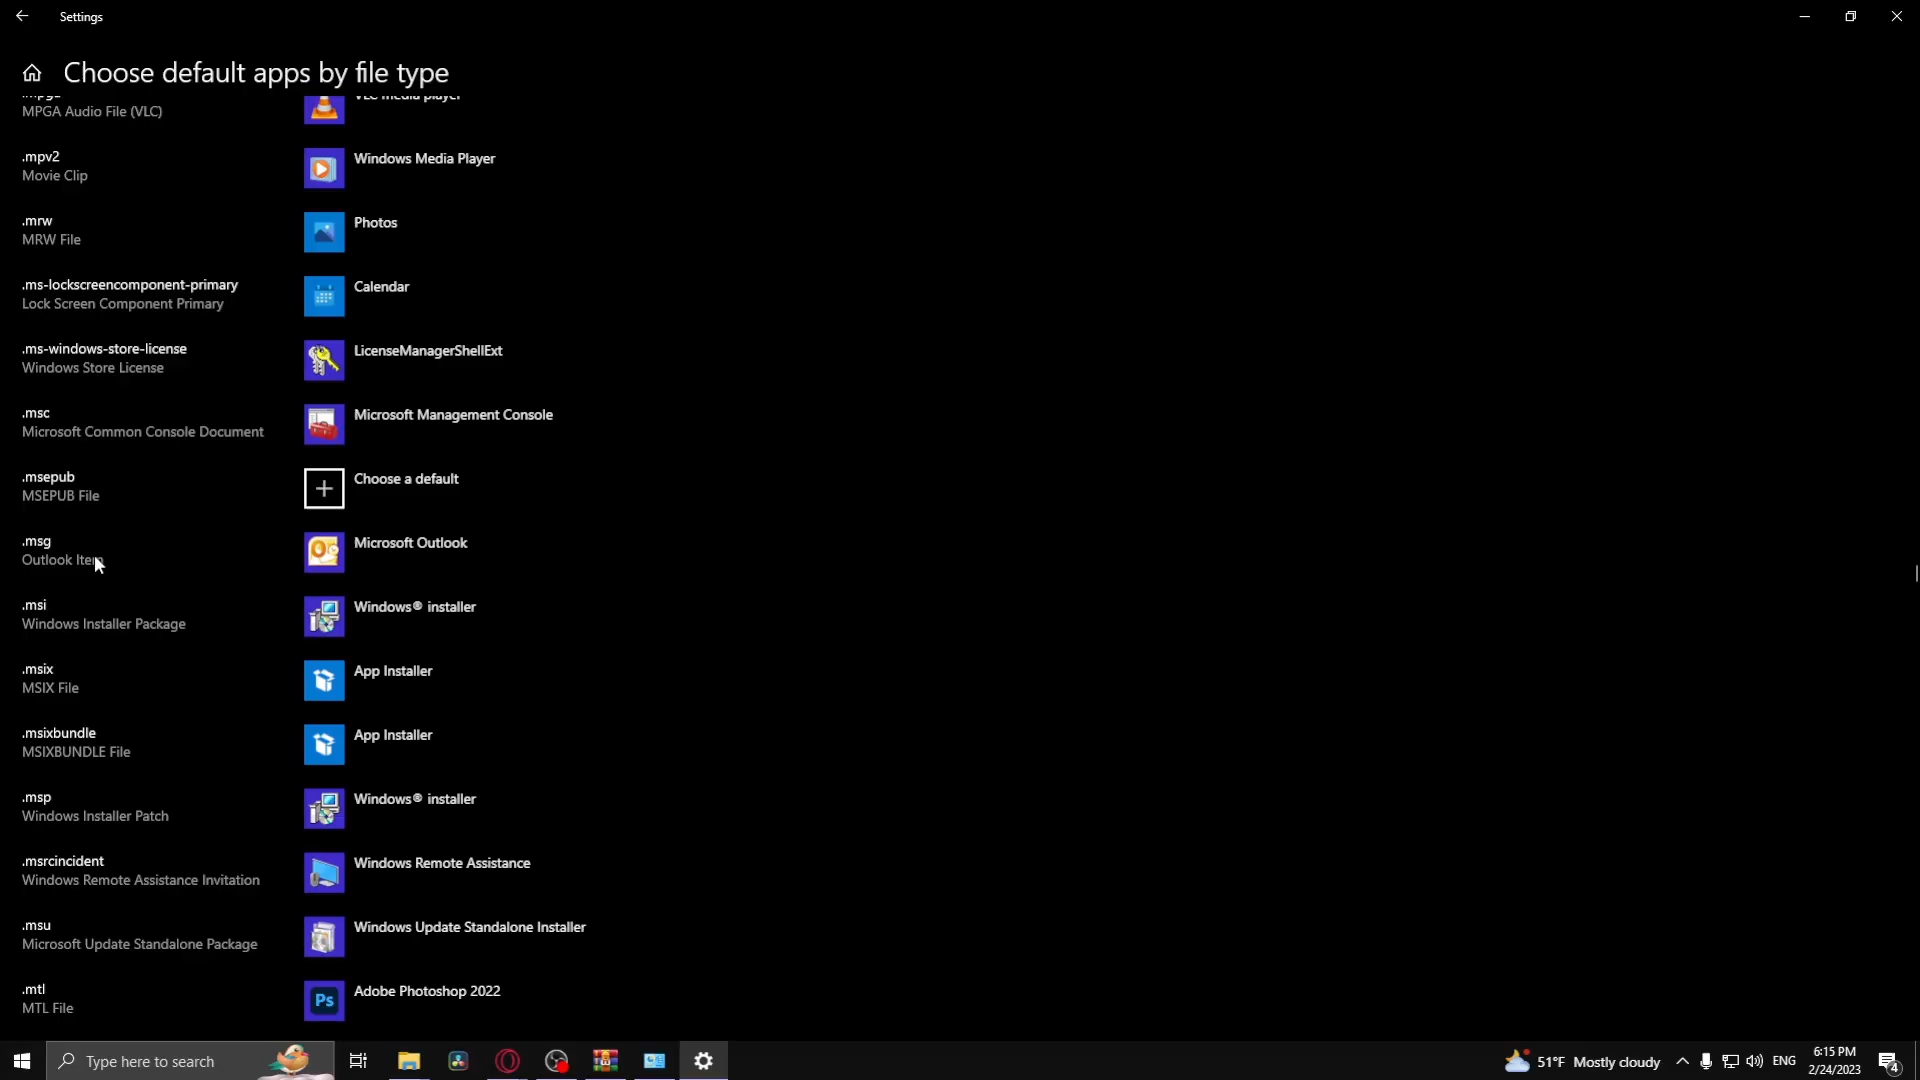 Settings
Choose default apps by file type
.mpga
MPGA Audio File (VLC)
VLC media player
.mpv2
Movie Clip
Windows Media Player
.mrw
MRW File
Photos
.ms-lockscreencomponent-primary
Lock Screen Component Primary
Calendar
.ms-windows-store-license
Windows Store License
LicenseManagerShellExt
.msc
Microsoft Common Console Document
Microsoft Management Console
.msepub
MSEPUB File
Choose a default
.msg
Outlook Item
Microsoft Outlook
.msi
Windows Installer Package
Windows® installer
.msix
MSIX File
App Installer
.msixbundle
MSIXBUNDLE File
App Installer
.msp
Windows Installer Patch
Windows® installer
.msrcincident
Windows Remote Assistance Invitation
Windows Remote Assistance
.msu
Microsoft Update Standalone Package
Windows Update Standalone Installer
.mtl
MTL File
Ps
Adobe Photoshop 2022
Type here to search
51°F Mostly cloudy
ENG
6:15 PM
2/24/2023
4